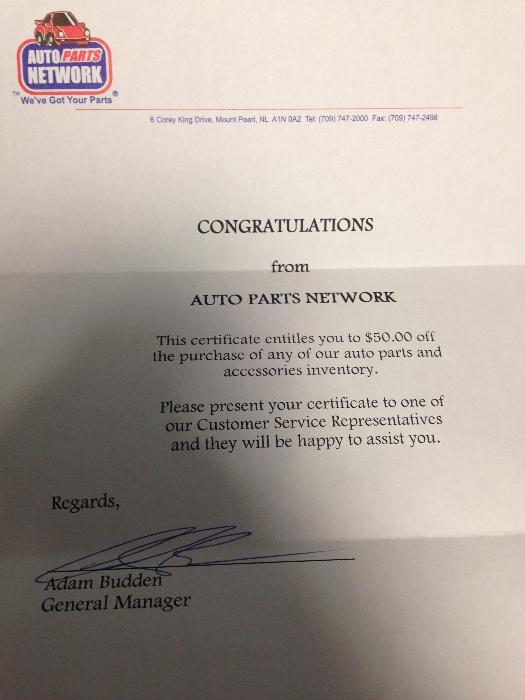 AUTO PARTS
NETWORK
™ We've Got Your Parts ®
6 Corey King Drive, Mount Pearl, NL A1N 0A2 Tel: (709) 747-2000 Fax: (709) 747-2498
CONGRATULATIONS
from
AUTO PARTS NETWORK
This certificate entitles you to $50.00 off
the purchase of any of our auto parts and
accessories inventory.
Please present your certificate to one of
our Customer Service Representatives
and they will be happy to assist you.
Regards,
Adam Budden
General Manager